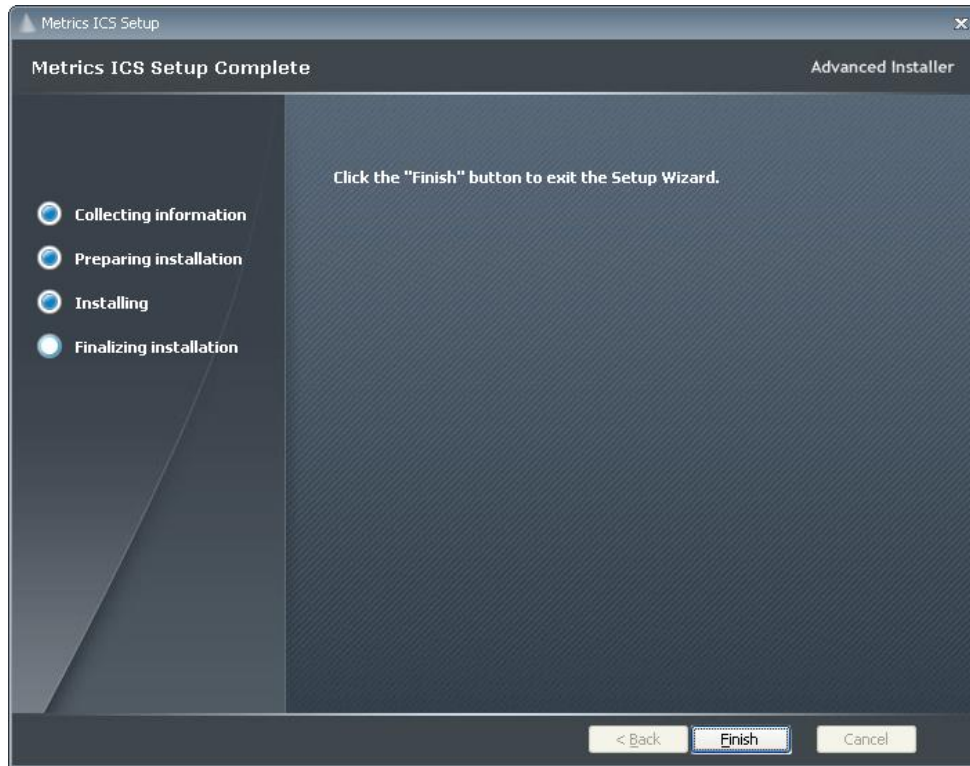 Metrics ICS Setup
Metrics ICS Setup Complete
Advanced Installer
Click the "Finish" button to exit the Setup Wizard.
Collecting information
Preparing installation
Installing
Finalizing installation
< Back
Finish
Cancel